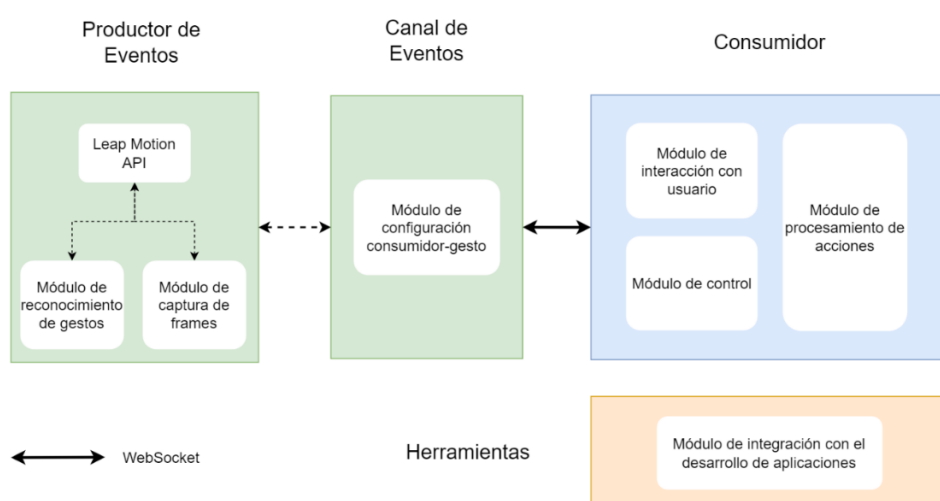 Productor de
Eventos
Canal de
Eventos
Consumidor
Leap Motion
API
Módulo de
reconocimiento
de gestos
Módulo de
captura de
frames
Módulo de
configuración
consumidor-gesto
Módulo de
interacción con
usuario
Módulo de control
Módulo de
procesamiento de
acciones
WebSocket
Herramientas
Módulo de integración con el
desarrollo de aplicaciones